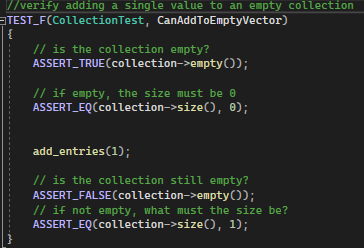 //verify adding a single value to an empty collection
TEST_F(CollectionTest, CanAddToEmptyVector)
{
    // is the collection empty?
    ASSERT_TRUE(collection->empty());
    // if empty, the size must be 0
    ASSERT_EQ(collection->size(), 0);
    add_entries(1);
    // is the collection still empty?
    ASSERT_FALSE(collection->empty());
    // if not empty, what must the size be?
    ASSERT_EQ(collection->size(), 1);
}